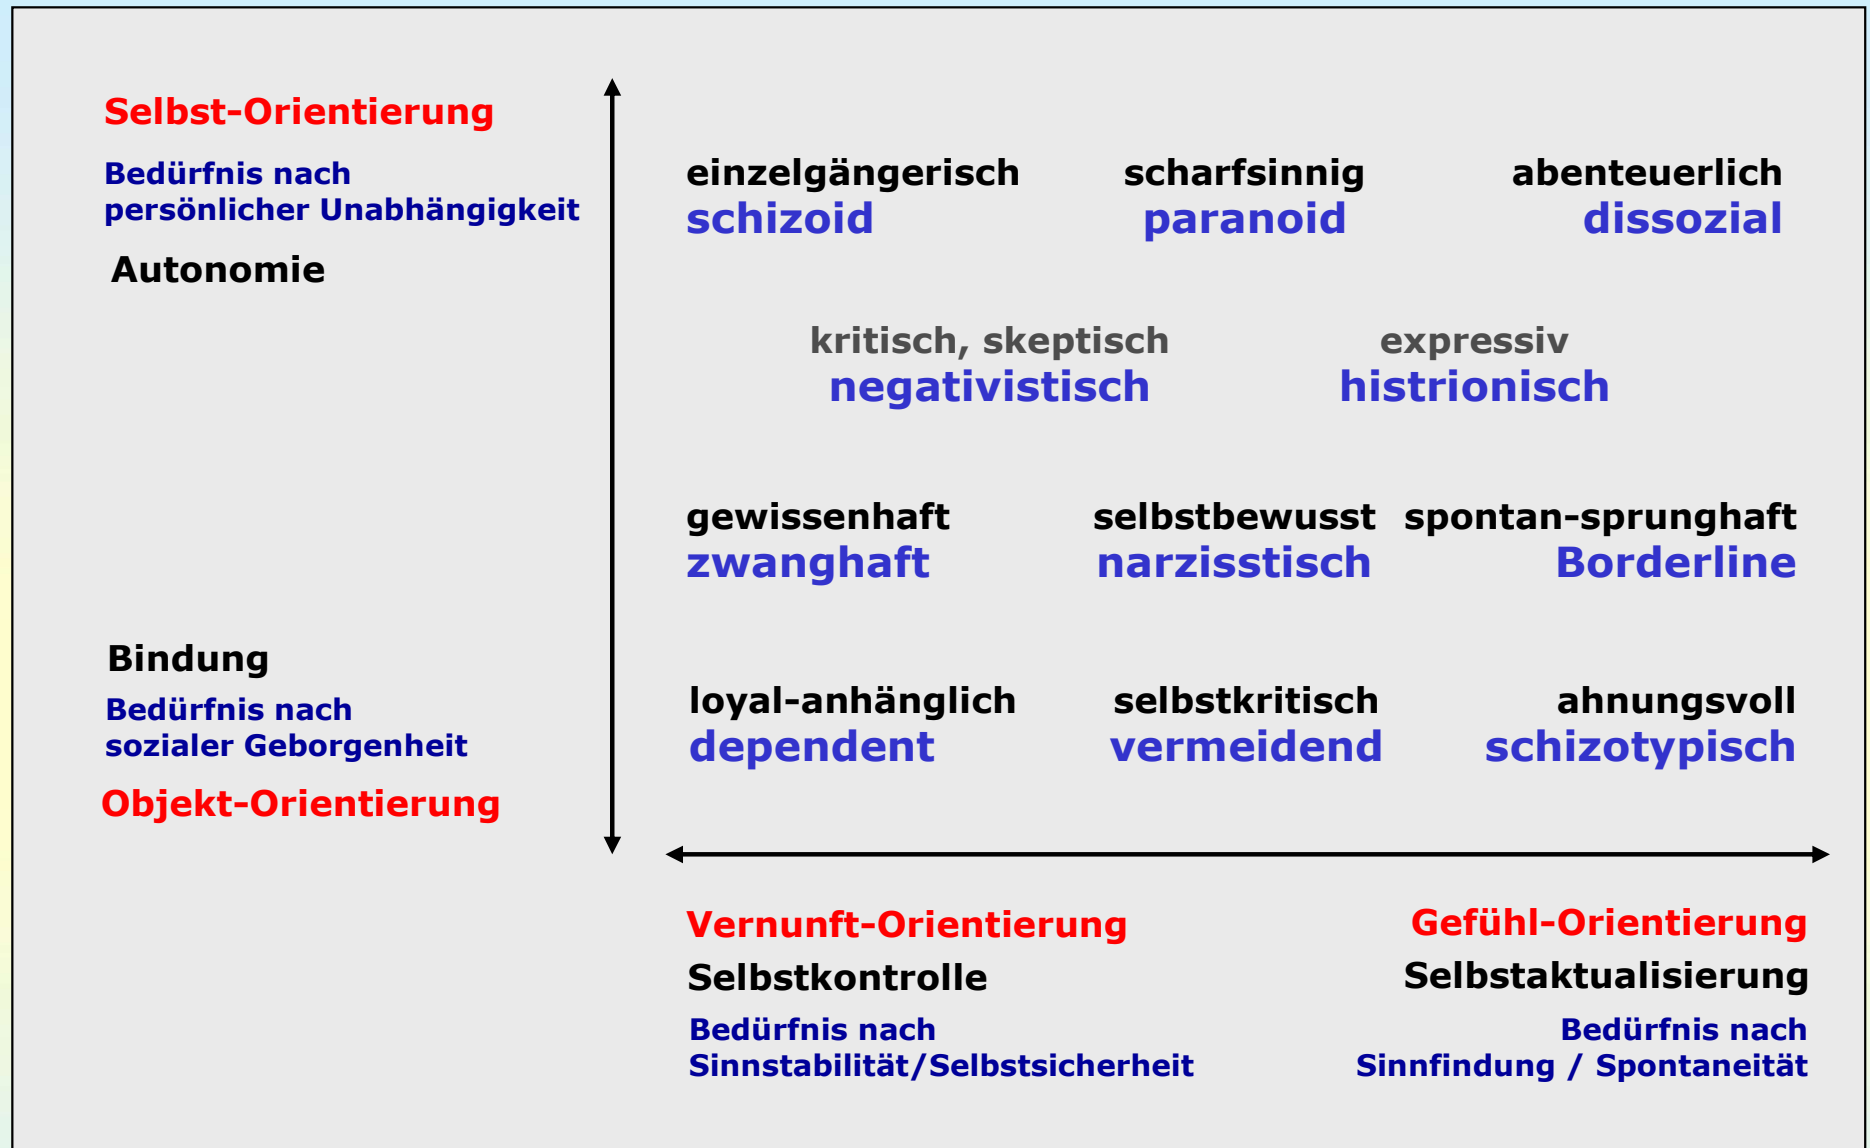 Selbst-Orientierung
Bedürfnis nach
persönlicher Unabhängigkeit
Autonomie
einzelgängerisch scharfsinnig abenteuerlich
schizoid paranoid dissozial
kritisch, skeptisch expressiv
negativistisch histrionisch
gewissenhaft selbstbewusst spontan-sprunghaft
zwanghaft narzisstisch Borderline
Bindung
Bedürfnis nach
sozialer Geborgenheit
Objekt-Orientierung
loyal-anhänglich selbstkritisch ahnungsvoll
dependent vermeidend schizotypisch
Vernunft-Orientierung
Selbstkontrolle
Bedürfnis nach
Sinnstabilität/Selbstsicherheit
Gefühl-Orientierung
Selbstaktualisierung
Bedürfnis nach
Sinnfindung / Spontaneität